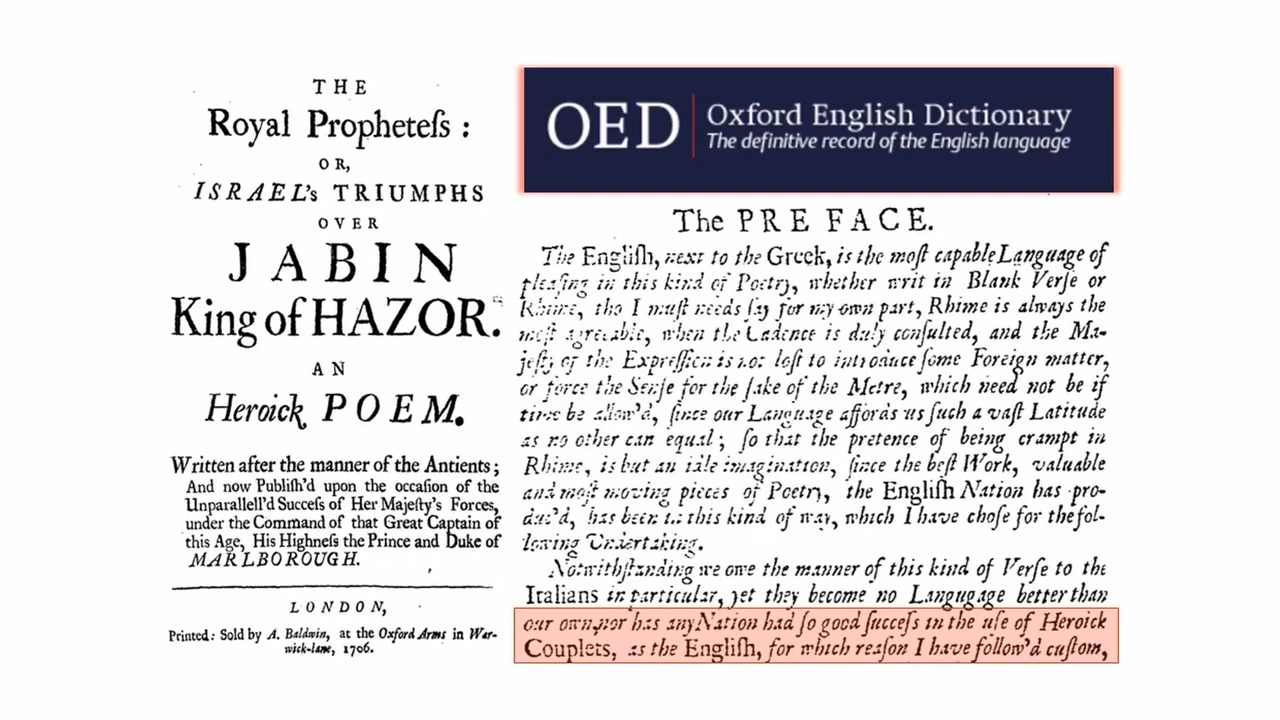 THE
Royal Propheteſs :
OR,
ISRAEL's TRIUMPHS
OVER
JABIN
King of HAZOR.
AN
Heroick POEM.
Written after the manner of the Antients ;
And now Publiſh'd upon the occaſion of the
Unparallell'd Succeſs of Her Majeſty's Forces,
under the Command of that Great Captain of
this Age, His Highneſs the Prince and Duke of
MARLBOROUGH.
LONDON,
Printed: Sold by A. Baldwin, at the Oxford Arms in War-
wick-lane, 1706.
OED
Oxford English Dictionary
The definitive record of the English language
The PREFACE.
The Engliſh, next to the Greek, is the moſt capable Language of
pleaſing in this kind of Poetry, whether writ in Blank Verſe or
Rhime, tho I muſt needs ſay for my own part, Rhime is always the
moſt agreeable, when the Cadence is duly conſulted, and the Ma-
jeſty of the Expreſſion is not loſt to introduce ſome Foreign matter,
or force the Senſe for the ſake of the Metre, which need not be if
time be allow'd, ſince our Language affords us ſuch a vaſt Latitude
as no other can equal ; ſo that the pretence of being crampt in
Rhime, is but an idle imagination, ſince the beſt Work, valuable
and moſt moving pieces of Poetry, the Engliſh Nation has pro-
duc'd, has been in this kind of way, which I have choſe for the fol-
lowing Undertaking.
Notwithſtanding we owe the manner of this kind of Verſe to the
Italians in particular, yet they become no Langugage better than
our own, nor has any Nation had ſo good ſucceſs in the uſe of Heroick
Couplets, as the Engliſh, for which reaſon I have follow'd cuſtom,